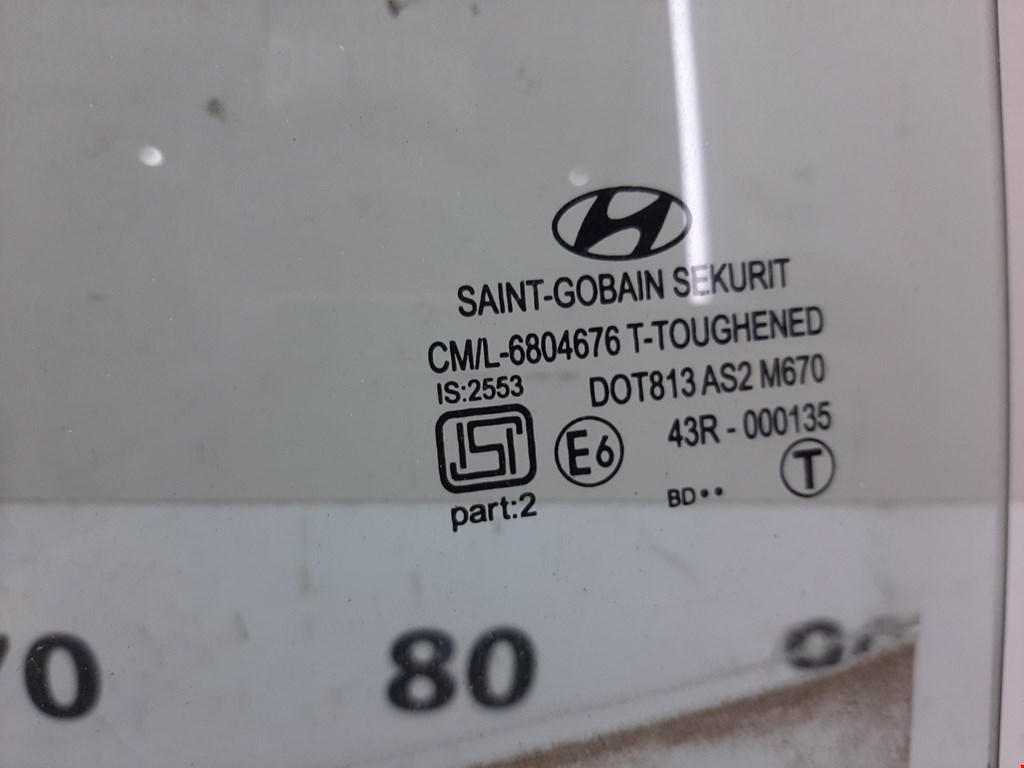 SAINT-GOBAIN SEKURIT
CM/L-6804676 T-TOUGHENED
IS:2553 DOT813 AS2 M670
ISI E6 43R - 000135
part:2 BD•• T
70 80